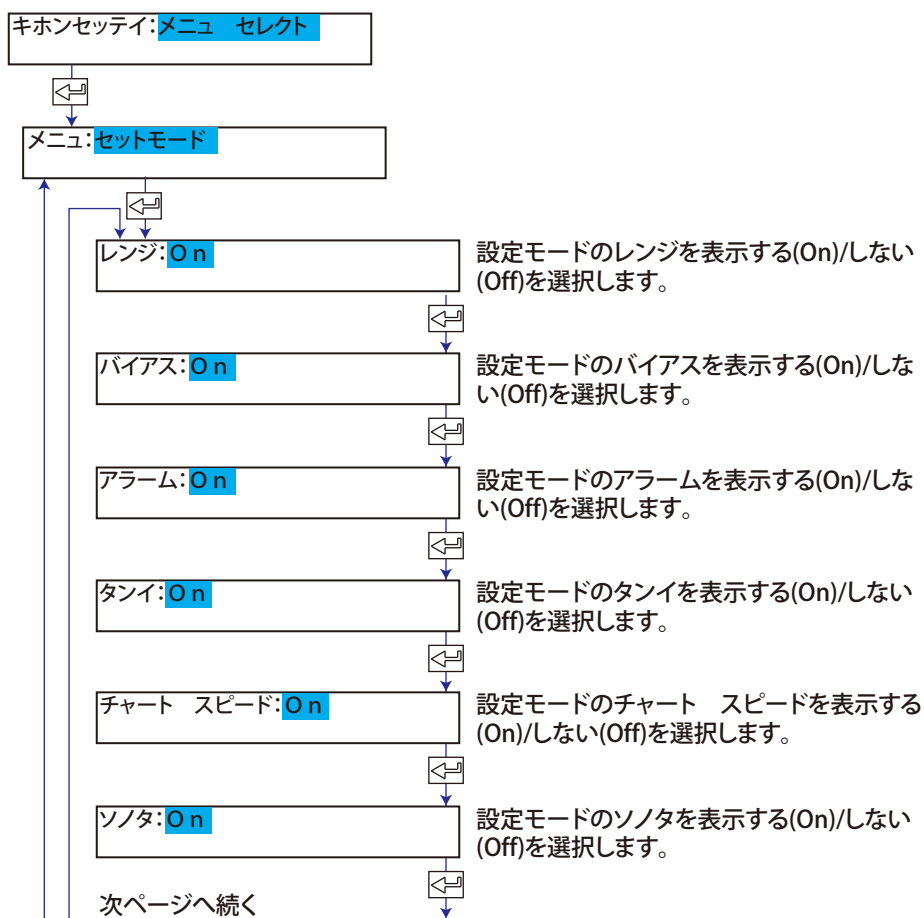 キホンセッテイ：メニュー　セレクト
メニュー：セットモード
レンジ：On
設定モードのレンジを表示する(On)/しない
(Off)を選択します。
バイアス：On
設定モードのバイアスを表示する(On)/しな
い(Off)を選択します。
アラーム：On
設定モードのアラームを表示する(On)/しな
い(Off)を選択します。
タンイ：On
設定モードのタンイを表示する(On)/しない
(Off)を選択します。
チャート　スピード：On
設定モードのチャート　スピードを表示する
(On)/しない(Off)を選択します。
ソノタ：On
設定モードのソノタを表示する(On)/しない
(Off)を選択します。
次ページへ続く